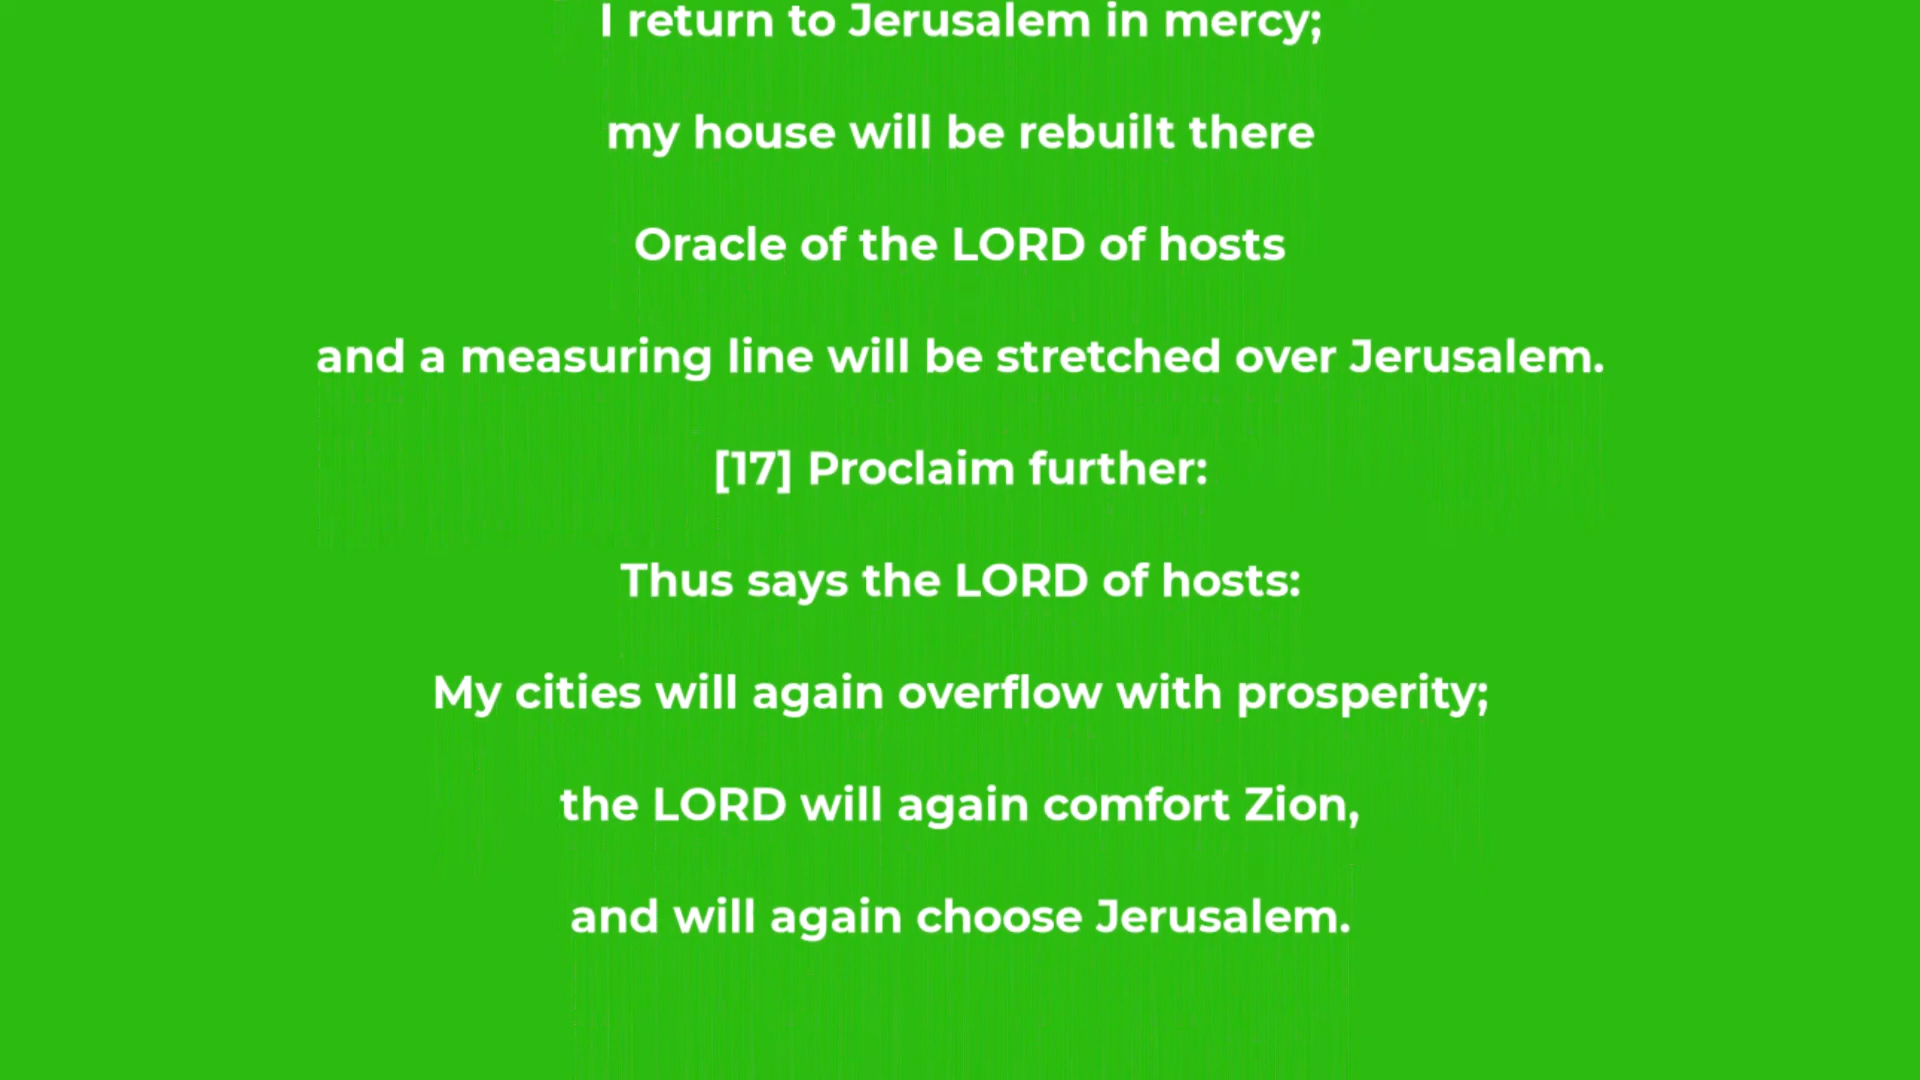 I return to Jerusalem in mercy;
my house will be rebuilt there
Oracle of the LORD of hosts
and a measuring line will be stretched over Jerusalem.
[17] Proclaim further:
Thus says the LORD of hosts:
My cities will again overflow with prosperity;
the LORD will again comfort Zion,
and will again choose Jerusalem.